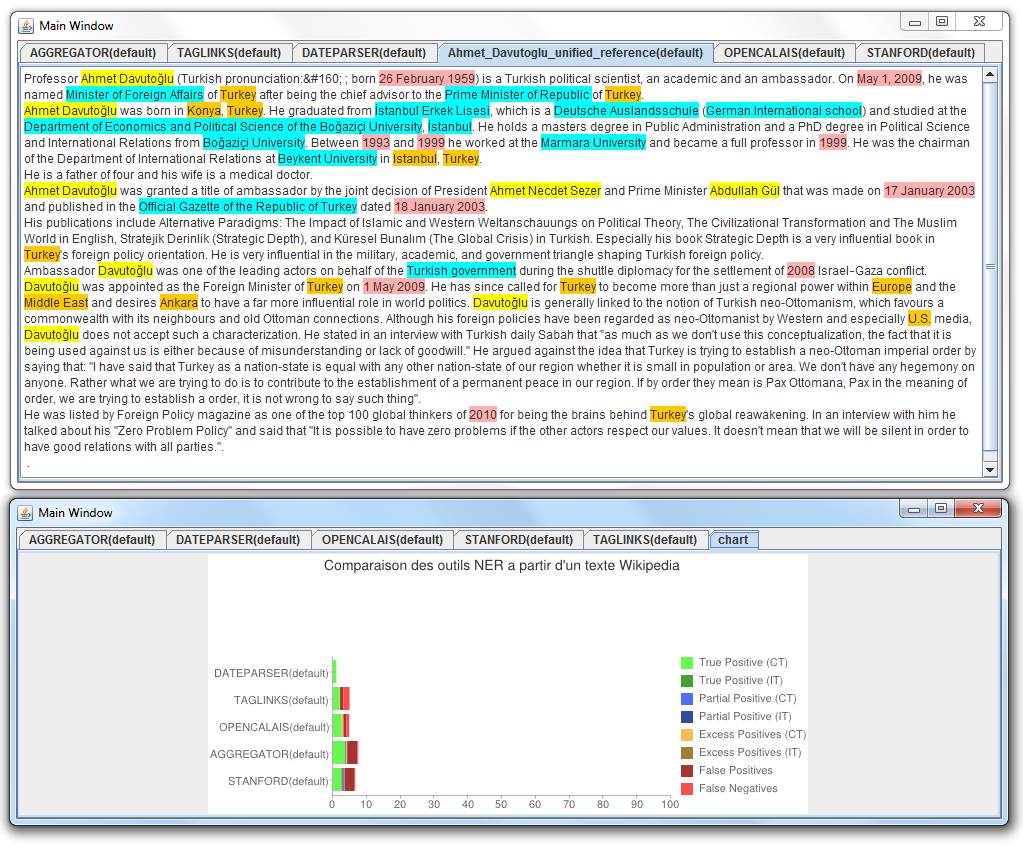 Main Window
AGGREGATOR(default) TAGLINKS(default) DATEPARSER(default) Ahmet_Davutoglu_unified_reference(default) OPENCALAIS(default) STANFORD(default)
Professor Ahmet Davutoğlu (Turkish pronunciation:&#160; ; born 26 February 1959) is a Turkish political scientist, an academic and an ambassador. On May 1, 2009, he was
named Minister of Foreign Affairs of Turkey after being the chief advisor to the Prime Minister of Republic of Turkey.
Ahmet Davutoğlu was born in Konya, Turkey. He graduated from İstanbul Erkek Lisesi, which is a Deutsche Auslandsschule (German International school) and studied at the
Department of Economics and Political Science of the Boğaziçi University, İstanbul. He holds a masters degree in Public Administration and a PhD degree in Political Science
and International Relations from Boğaziçi University. Between 1993 and 1999 he worked at the Marmara University and became a full professor in 1999. He was the chairman
of the Department of International Relations at Beykent University in Istanbul, Turkey.
He is a father of four and his wife is a medical doctor.
Ahmet Davutoğlu was granted a title of ambassador by the joint decision of President Ahmet Necdet Sezer and Prime Minister Abdullah Gül that was made on 17 January 2003
and published in the Official Gazette of the Republic of Turkey dated 18 January 2003.
His publications include Alternative Paradigms: The Impact of Islamic and Western Weltanschauungs on Political Theory, The Civilizational Transformation and The Muslim
World in English, Stratejik Derinlik (Strategic Depth), and Küresel Bunalım (The Global Crisis) in Turkish. Especially his book Strategic Depth is a very influential book in
Turkey's foreign policy orientation. He is very influential in the military, academic, and government triangle shaping Turkish foreign policy.
Ambassador Davutoğlu was one of the leading actors on behalf of the Turkish government during the shuttle diplomacy for the settlement of 2008 Israel-Gaza conflict.
Davutoğlu was appointed as the Foreign Minister of Turkey on 1 May 2009. He has since called for Turkey to become more than just a regional power within Europe and the
Middle East and desires Ankara to have a far more influential role in world politics. Davutoğlu is generally linked to the notion of Turkish neo-Ottomanism, which favours a
commonwealth with its neighbours and old Ottoman connections. Although his foreign policies have been regarded as neo-Ottomanist by Western and especially U.S. media,
Davutoğlu does not accept such a characterization. He stated in an interview with Turkish daily Sabah that "as much as we don't use this conceptualization, the fact that it is
being used against us is either because of misunderstanding or lack of goodwill." He argued against the idea that Turkey is trying to establish a neo-Ottoman imperial order by
saying that: "I have said that Turkey as a nation-state is equal with any other nation-state of our region whether it is small in population or area. We don't have any hegemony on
anyone. Rather what we are trying to do is to contribute to the establishment of a permanent peace in our region. If by order they mean is Pax Ottomana, Pax in the meaning of
order, we are trying to establish a order, it is not wrong to say such thing".
He was listed by Foreign Policy magazine as one of the top 100 global thinkers of 2010 for being the brains behind Turkey's global reawakening. In an interview with him he
talked about his "Zero Problem Policy" and said that "It is possible to have zero problems if the other actors respect our values. It doesn't mean that we will be silent in order to
have good relations with all parties.".
.
Main Window
AGGREGATOR(default) DATEPARSER(default) OPENCALAIS(default) STANFORD(default) TAGLINKS(default) chart
Comparaison des outils NER a partir d'un texte Wikipedia
DATEPARSER(default)
TAGLINKS(default)
OPENCALAIS(default)
AGGREGATOR(default)
STANFORD(default)
0 10 20 30 40 50 60 70 80 90 100
True Positive (CT)
True Positive (IT)
Partial Positive (CT)
Partial Positive (IT)
Excess Positives (CT)
Excess Positives (IT)
False Positives
False Negatives